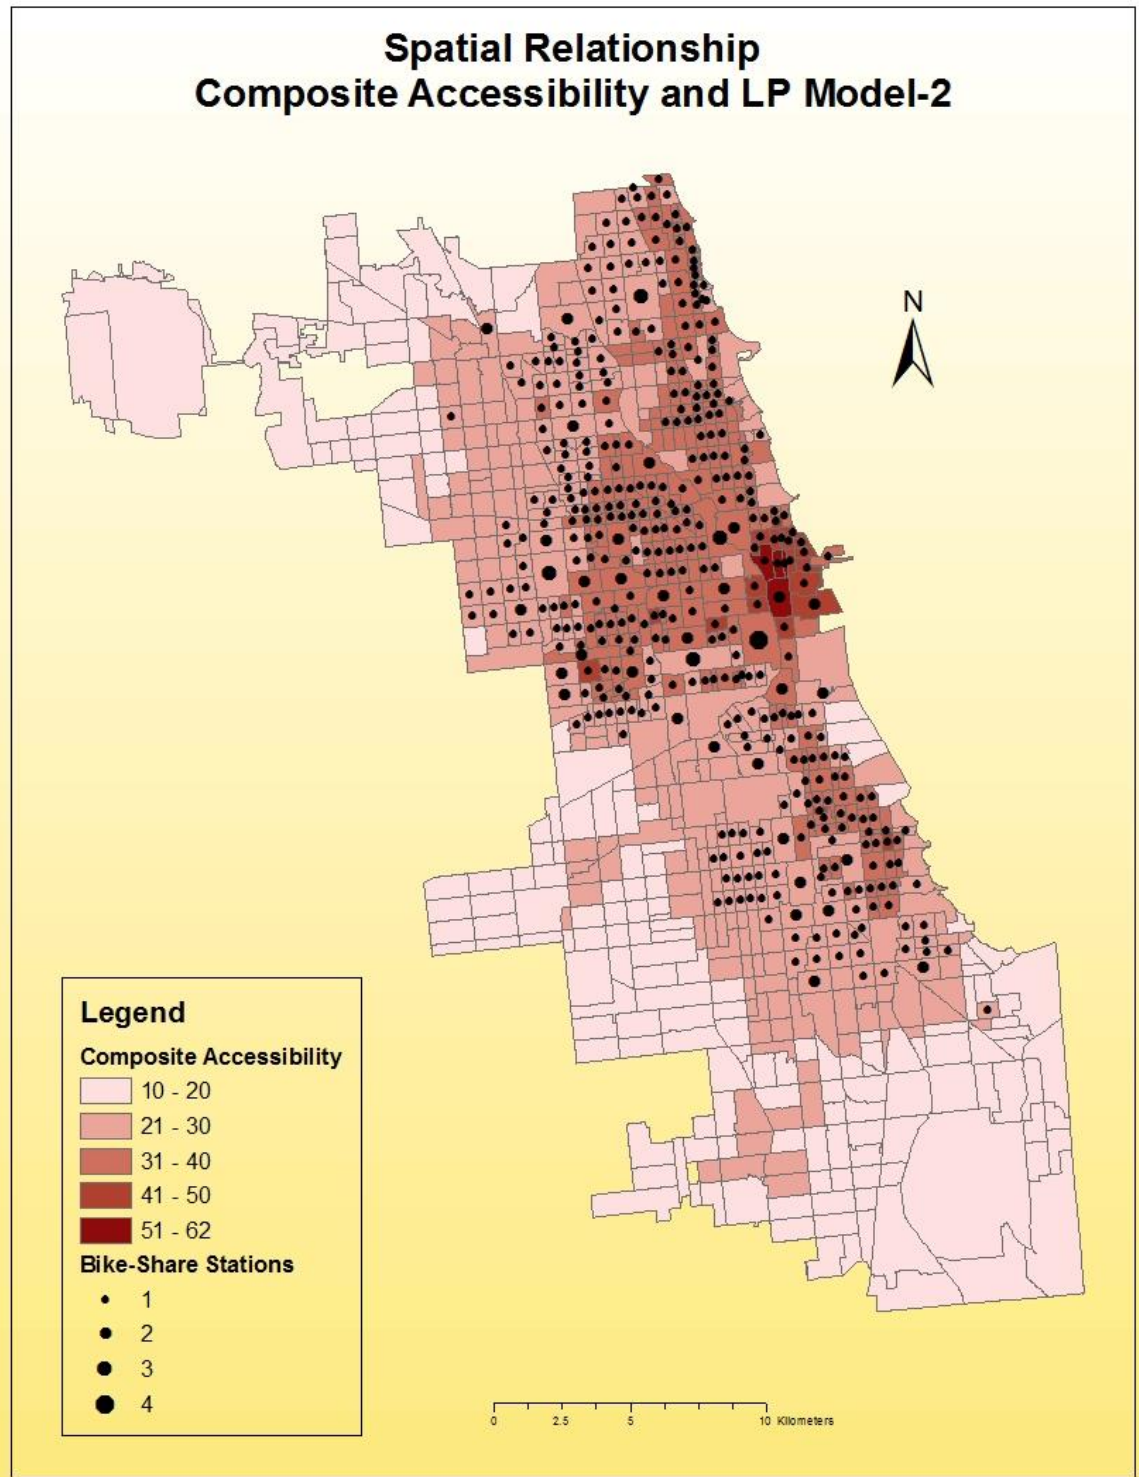 Spatial Relationship
Composite Accessibility and LP Model-2
N
Legend
Composite Accessibility
10 - 20
21 - 30
31 - 40
41 - 50
51 - 62
Bike-Share Stations
1
2
3
4
0 2.5 5 10 Kilometers